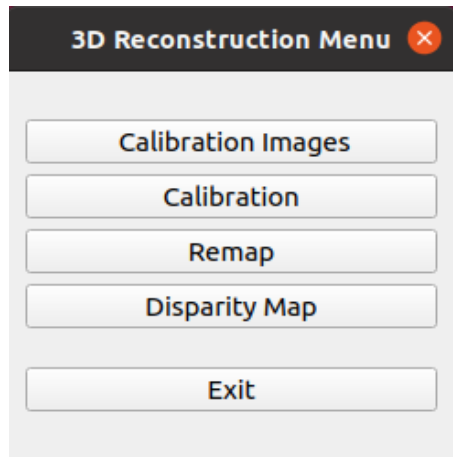 3D Reconstruction Menu
Calibration Images
Calibration
Remap
Disparity Map
Exit